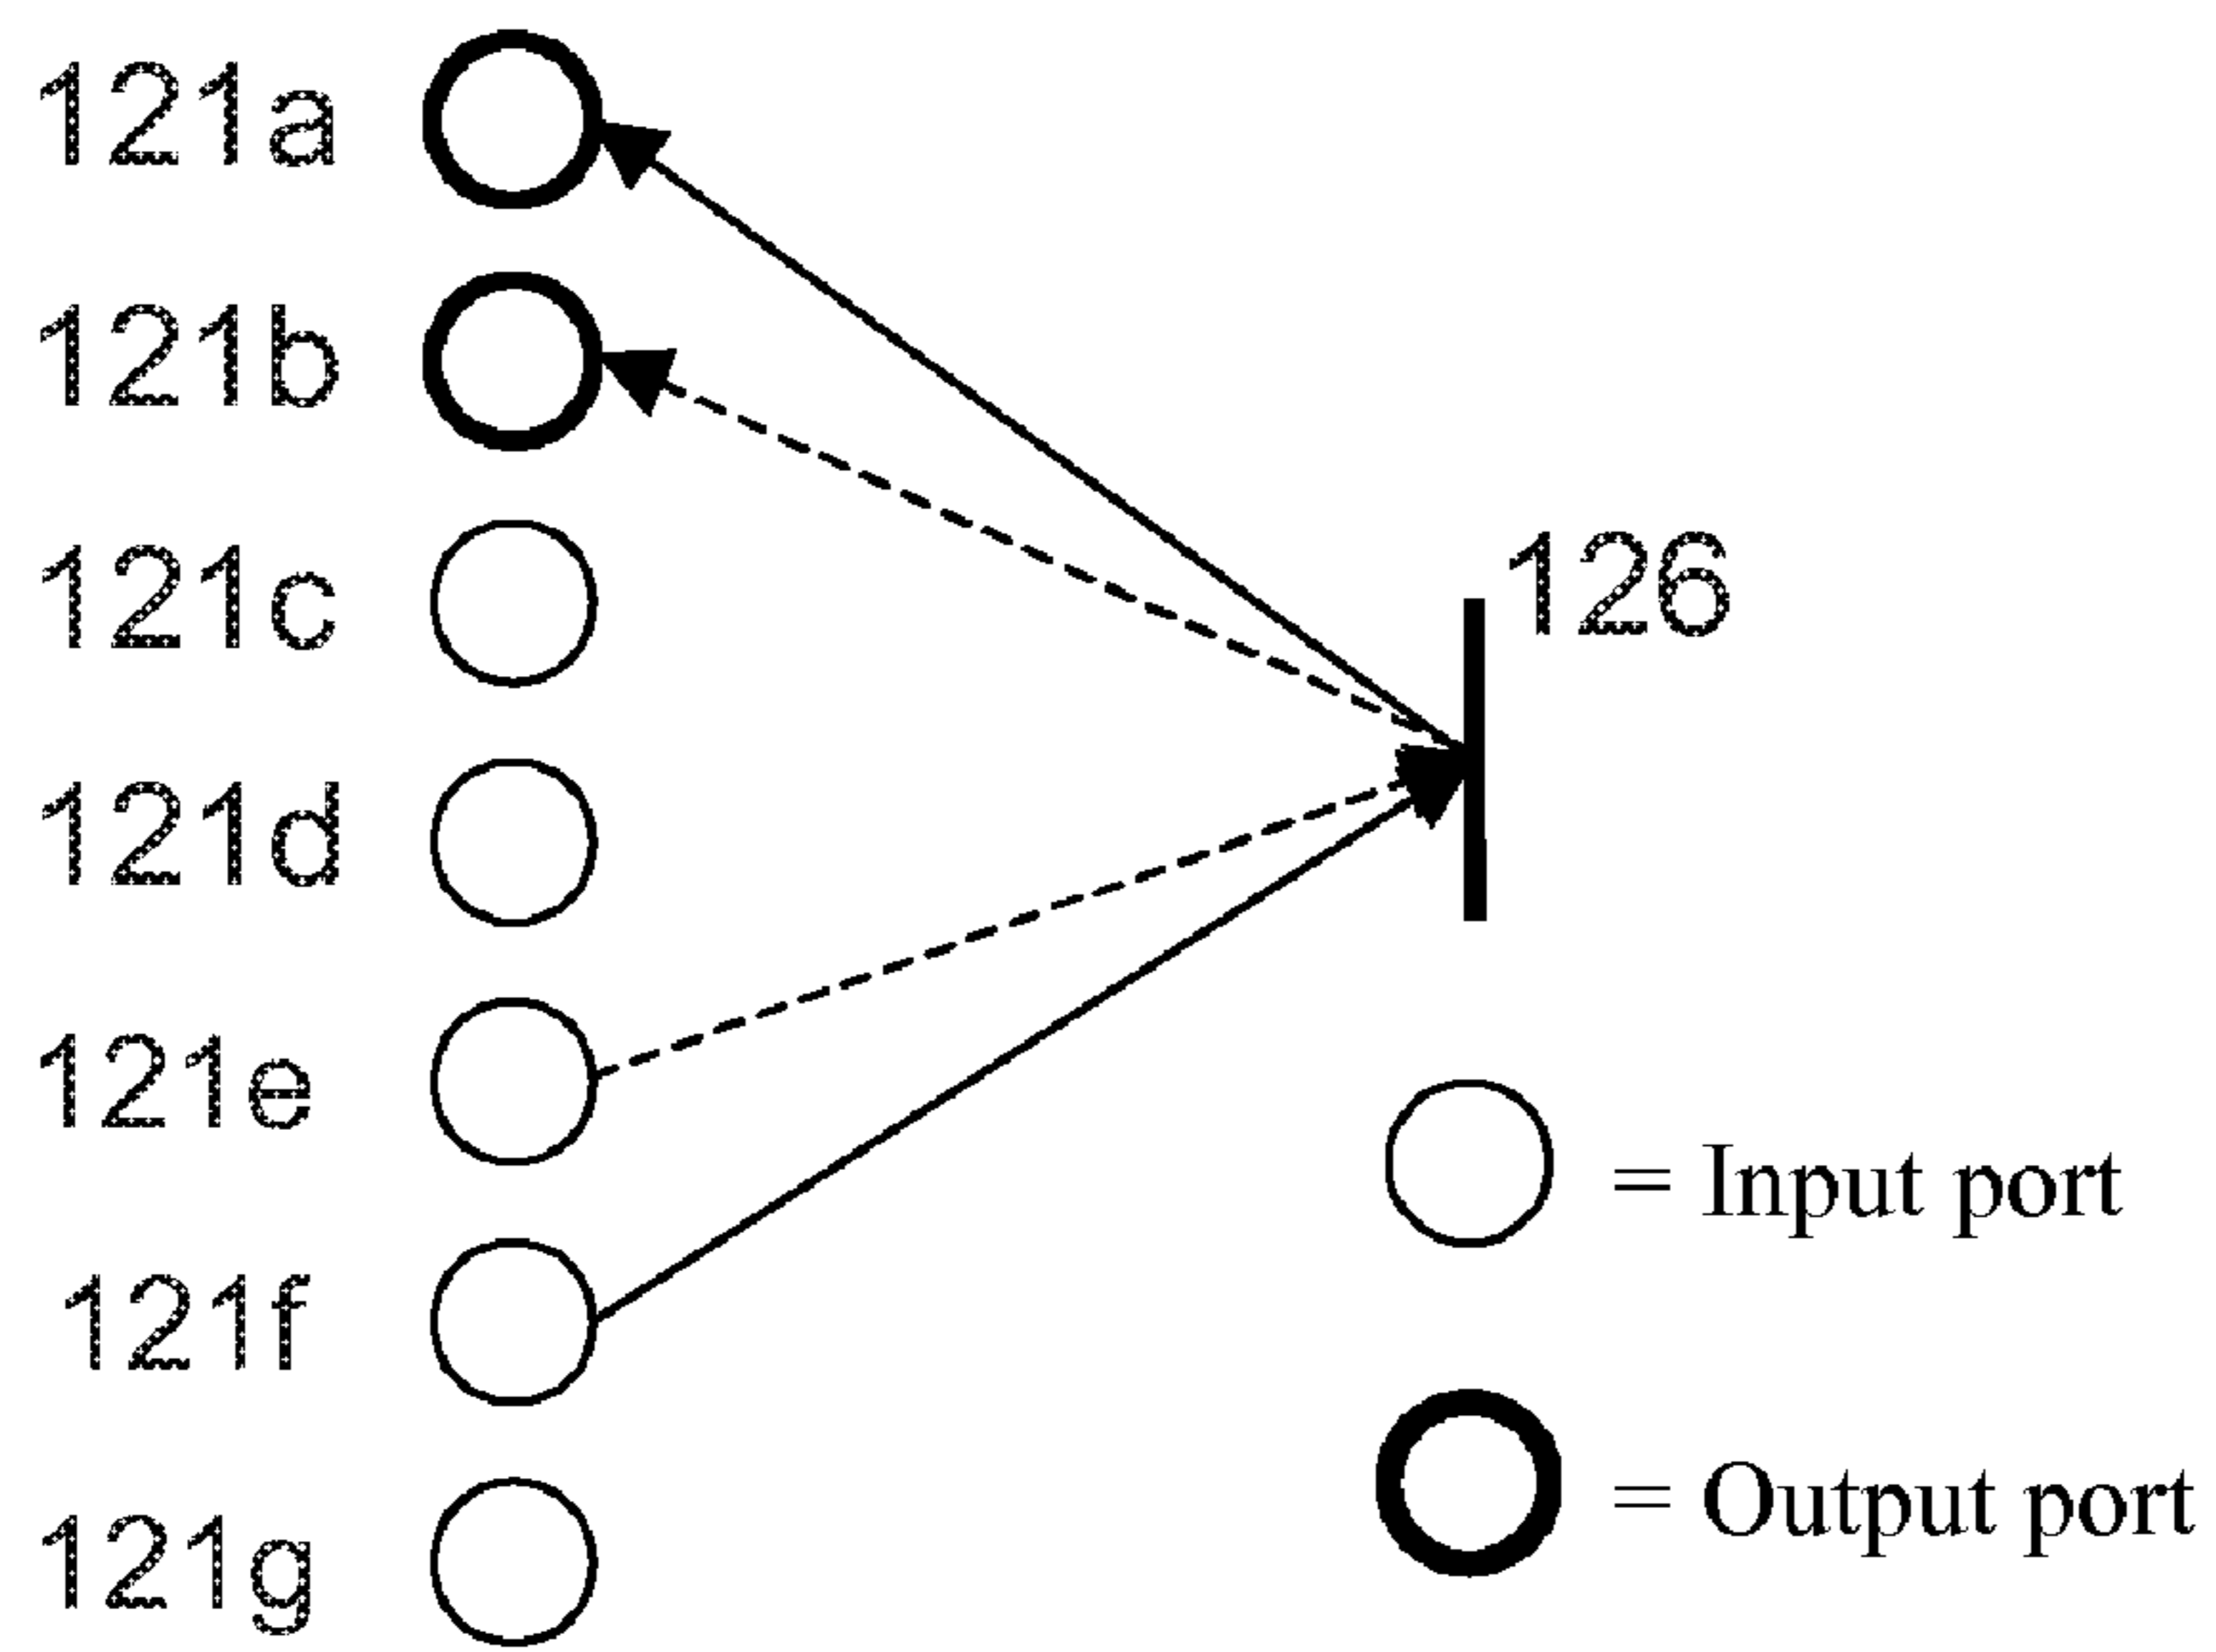 121a
121b
121c
126
121d
121e
= Input port
121f
= Output port
121g